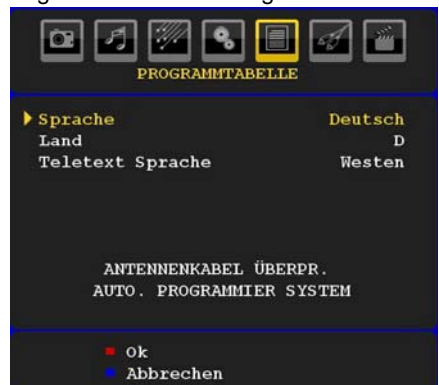 PROGRAMMTABELLE
Sprache Deutsch
Land D
Teletext Sprache Westen
ANTENNENKABEL ÜBERPR.
AUTO. PROGRAMMIER SYSTEM
Ok
Abbrechen